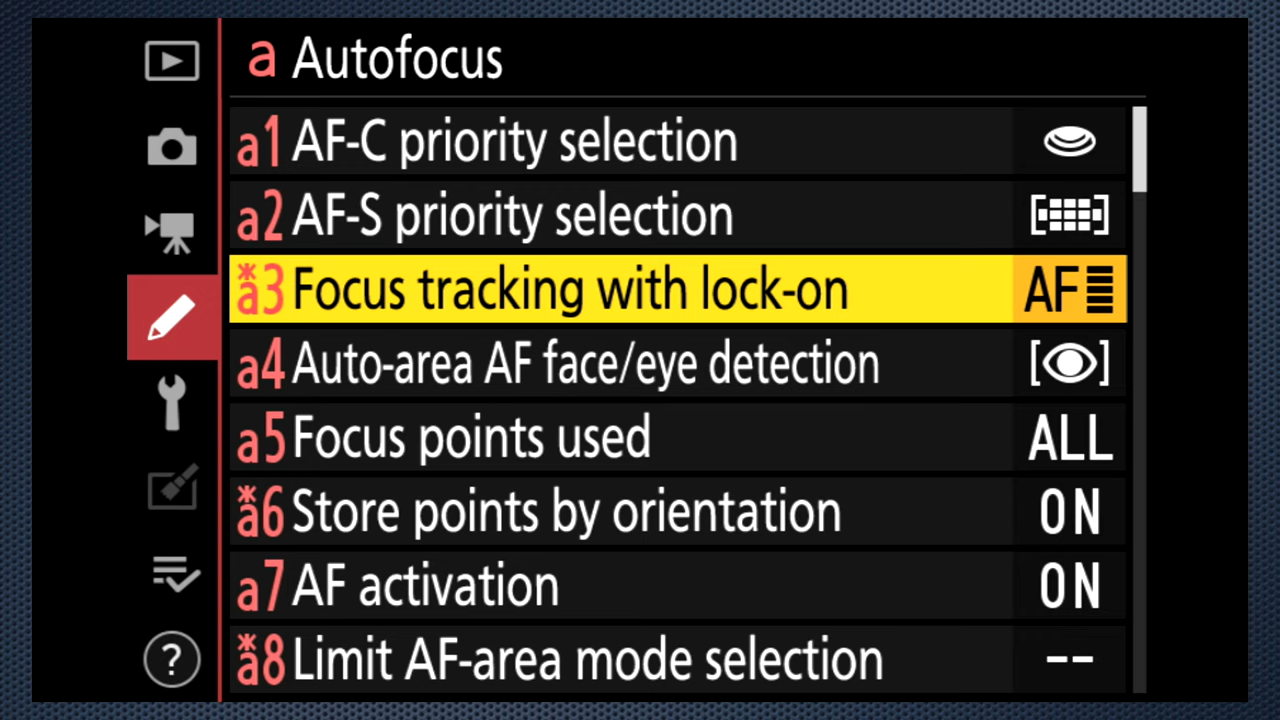 a Autofocus
a1 AF-C priority selection
a2 AF-S priority selection
*a3 Focus tracking with lock-on AF
a4 Auto-area AF face/eye detection
a5 Focus points used ALL
*a6 Store points by orientation ON
a7 AF activation ON
*a8 Limit AF-area mode selection --
?